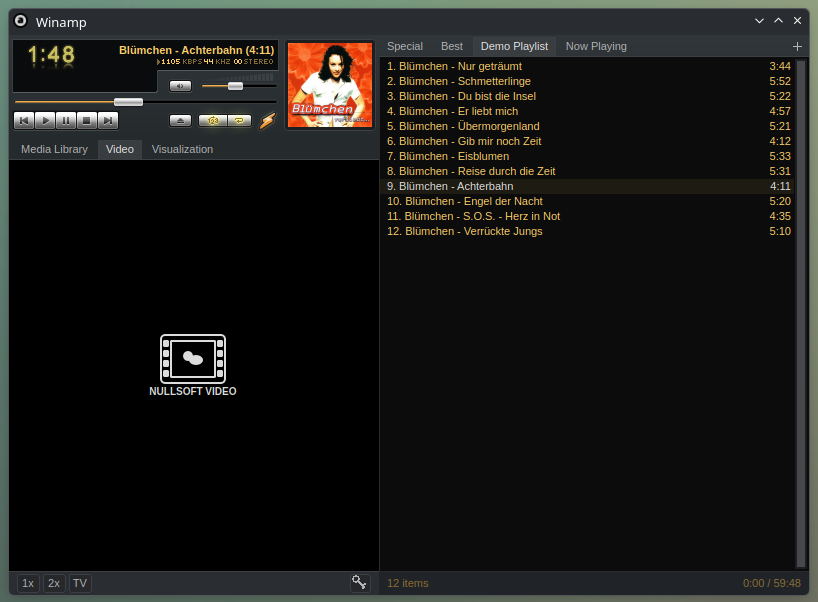 Winamp
1:48
Blümchen - Achterbahn (4:11)
1105 KBPS 44 KHZ 00 STEREO
Blümchen
Media Library Video Visualization
NULLSOFT VIDEO
1x 2x TV
Special Best Demo Playlist Now Playing
1. Blümchen - Nur geträumt 3:44
2. Blümchen - Schmetterlinge 5:52
3. Blümchen - Du bist die Insel 5:22
4. Blümchen - Er liebt mich 4:57
5. Blümchen - Übermorgenland 5:21
6. Blümchen - Gib mir noch Zeit 4:12
7. Blümchen - Eisblumen 5:33
8. Blümchen - Reise durch die Zeit 5:31
9. Blümchen - Achterbahn 4:11
10. Blümchen - Engel der Nacht 5:20
11. Blümchen - S.O.S. - Herz in Not 4:35
12. Blümchen - Verrückte Jungs 5:10
12 items 0:00 / 59:48